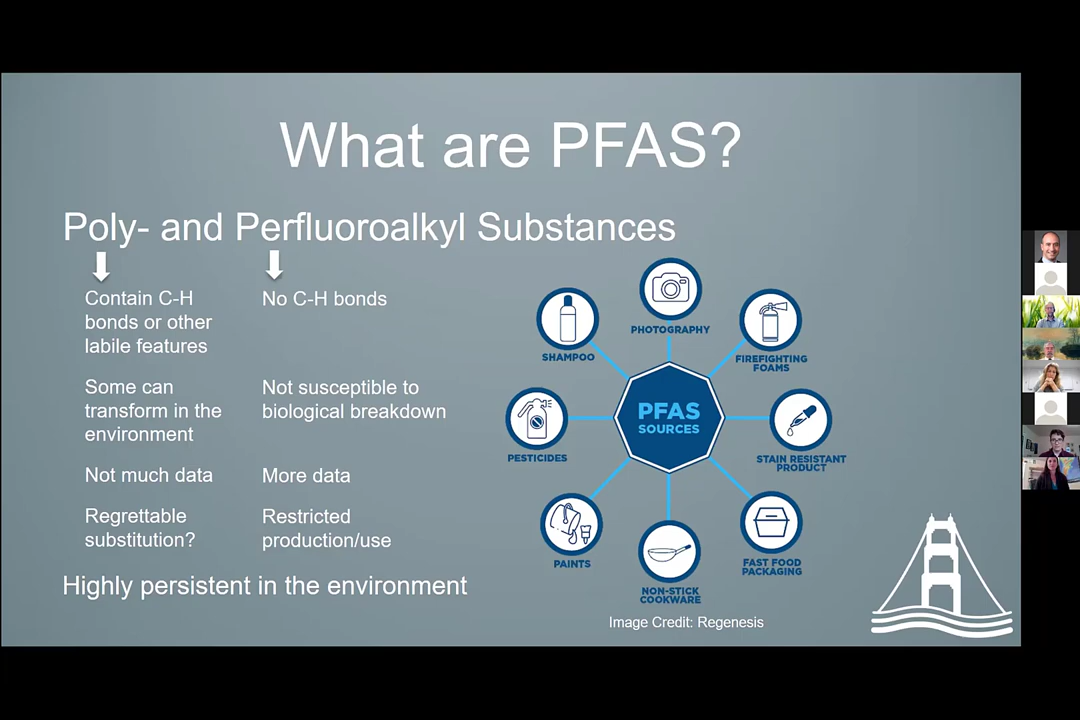 What are PFAS?
Poly- and Perfluoroalkyl Substances
Contain C-H
bonds or other
labile features
No C-H bonds
Some can
transform in the
environment
Not susceptible to
biological breakdown
Not much data
More data
Regrettable
substitution?
Restricted
production/use
Highly persistent in the environment
PHOTOGRAPHY
SHAMPOO
FIREFIGHTING
FOAMS
PFAS
SOURCES
PESTICIDES
STAIN RESISTANT
PRODUCT
PAINTS
FAST FOOD
PACKAGING
NON-STICK
COOKWARE
Image Credit: Regenesis